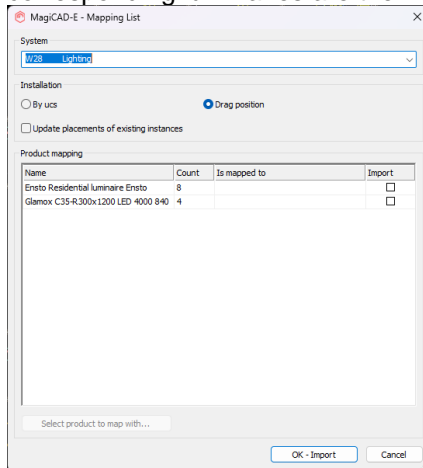 MagiCAD-E - Mapping List
System
W28 Lighting
Installation
By ucs
Drag position
Update placements of existing instances
Product mapping
Name Count Is mapped to Import
Ensto Residential luminaire Ensto 8
Glamox C35-R300x1200 LED 4000 840 4
Select product to map with...
OK - Import Cancel